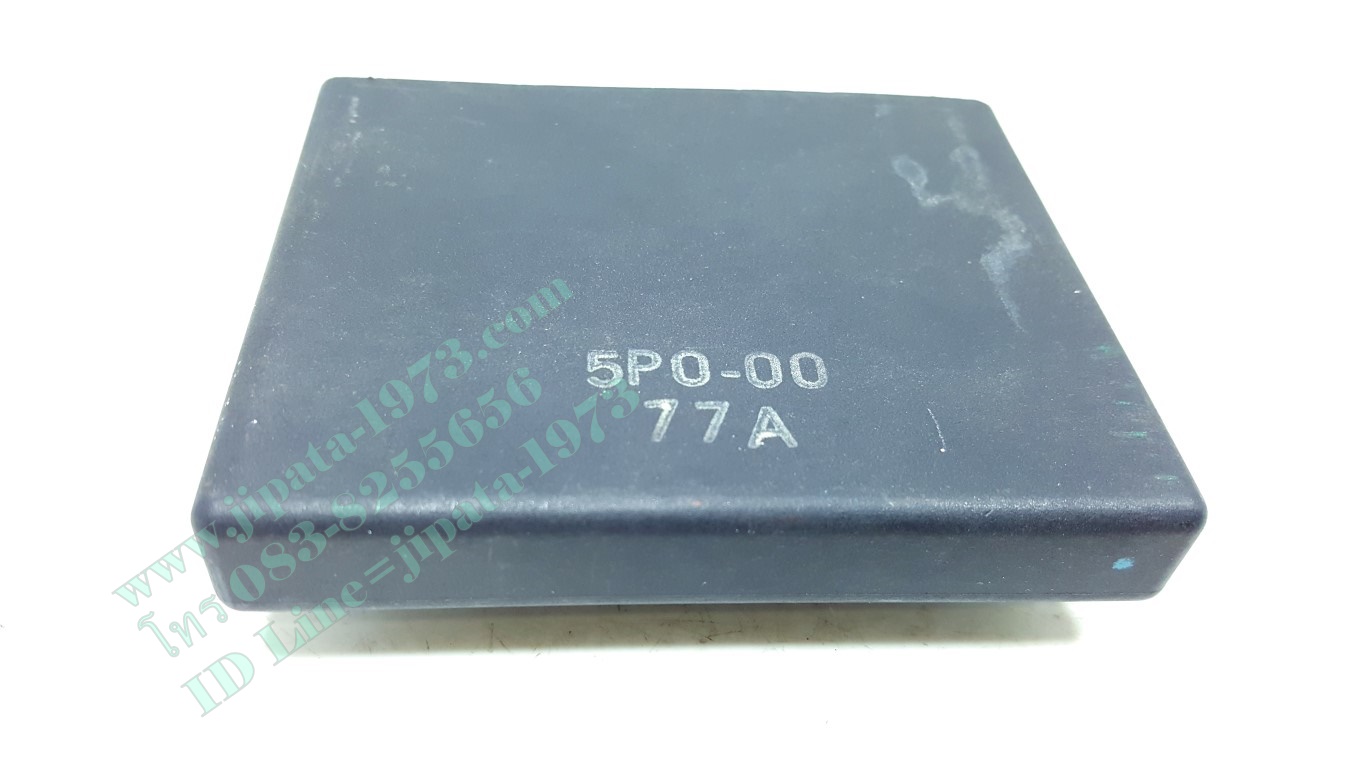 5P0-00
77A
www.jipata-1973.com
โทร 083-8255656
ID Line=jipata-1973